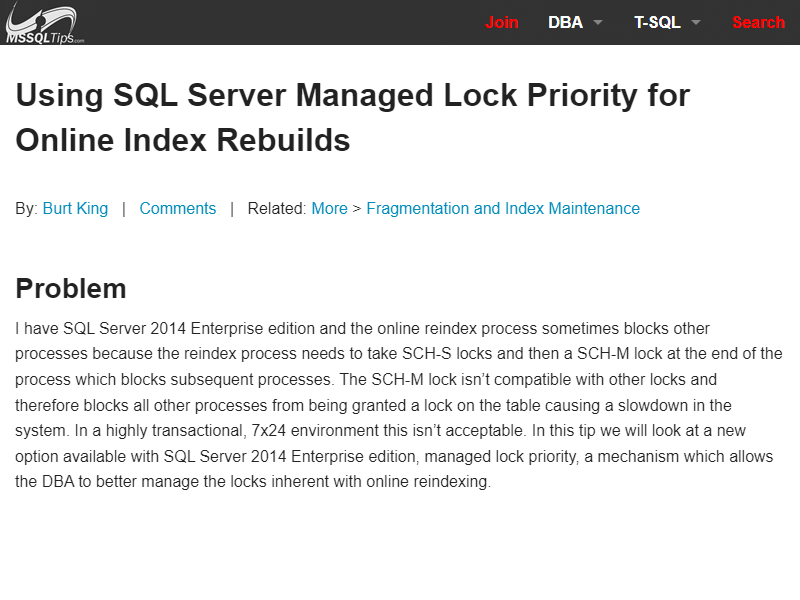 MSSQLTips.com
Join DBA T-SQL Search
Using SQL Server Managed Lock Priority for
Online Index Rebuilds
By: Burt King | Comments | Related: More > Fragmentation and Index Maintenance
Problem
I have SQL Server 2014 Enterprise edition and the online reindex process sometimes blocks other
processes because the reindex process needs to take SCH-S locks and then a SCH-M lock at the end of the
process which blocks subsequent processes. The SCH-M lock isn’t compatible with other locks and
therefore blocks all other processes from being granted a lock on the table causing a slowdown in the
system. In a highly transactional, 7x24 environment this isn’t acceptable. In this tip we will look at a new
option available with SQL Server 2014 Enterprise edition, managed lock priority, a mechanism which allows
the DBA to better manage the locks inherent with online reindexing.